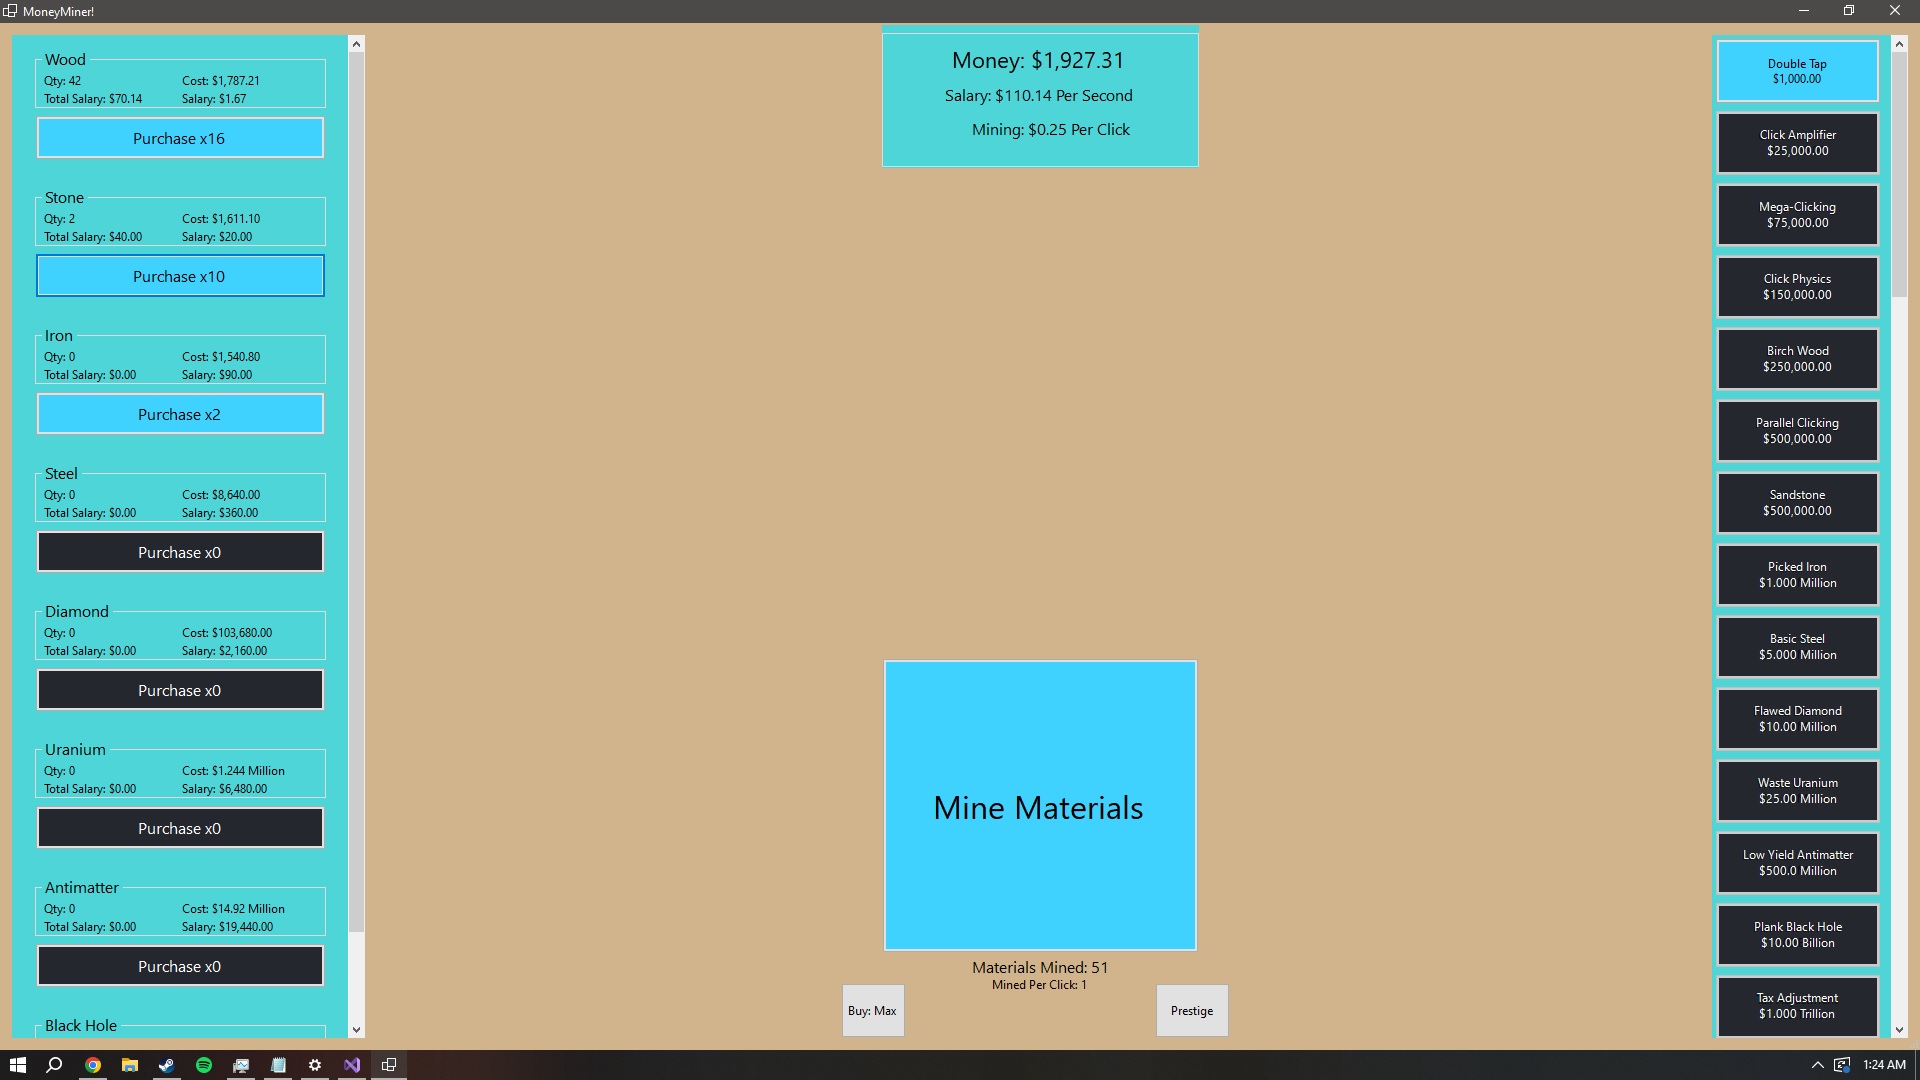 MoneyMiner!
Wood
Qty: 42 Cost: $1,787.21
Total Salary: $70.14 Salary: $1.67
Purchase x16
Stone
Qty: 2 Cost: $1,611.10
Total Salary: $40.00 Salary: $20.00
Purchase x10
Iron
Qty: 0 Cost: $1,540.80
Total Salary: $0.00 Salary: $90.00
Purchase x2
Steel
Qty: 0 Cost: $8,640.00
Total Salary: $0.00 Salary: $360.00
Purchase x0
Diamond
Qty: 0 Cost: $103,680.00
Total Salary: $0.00 Salary: $2,160.00
Purchase x0
Uranium
Qty: 0 Cost: $1.244 Million
Total Salary: $0.00 Salary: $6,480.00
Purchase x0
Antimatter
Qty: 0 Cost: $14.92 Million
Total Salary: $0.00 Salary: $19,440.00
Purchase x0
Black Hole
Money: $1,927.31
Salary: $110.14 Per Second
Mining: $0.25 Per Click
Mine Materials
Materials Mined: 51
Mined Per Click: 1
Buy: Max
Prestige
Double Tap
$1,000.00
Click Amplifier
$25,000.00
Mega-Clicking
$75,000.00
Click Physics
$150,000.00
Birch Wood
$250,000.00
Parallel Clicking
$500,000.00
Sandstone
$500,000.00
Picked Iron
$1.000 Million
Basic Steel
$5.000 Million
Flawed Diamond
$10.00 Million
Waste Uranium
$25.00 Million
Low Yield Antimatter
$500.0 Million
Plank Black Hole
$10.00 Billion
Tax Adjustment
$1.000 Trillion
1:24 AM